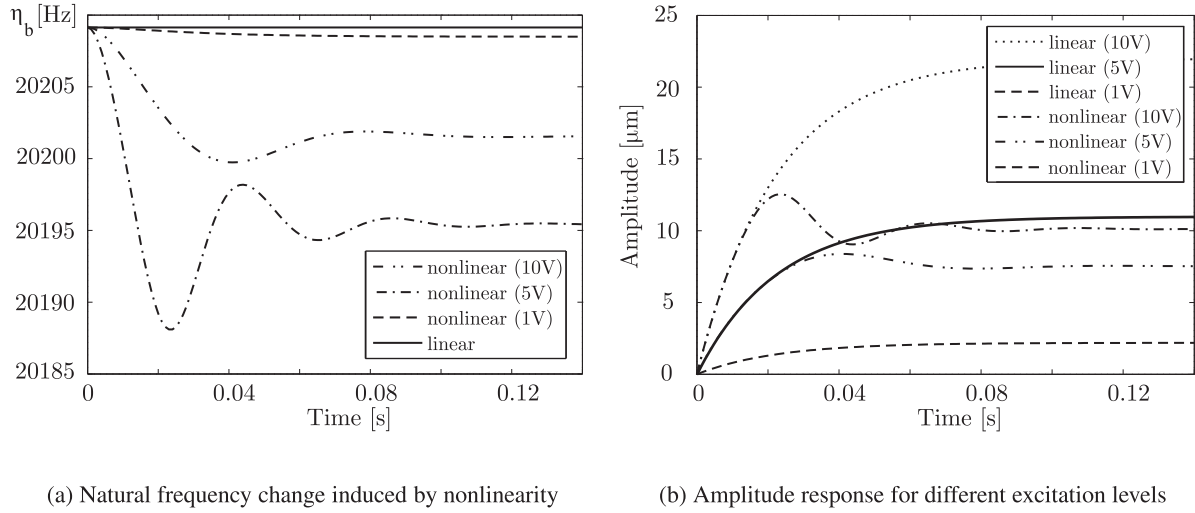 η_b [Hz]
20205
20200
20195
20190
20185
0
0.04
0.08
0.12
Time [s]
nonlinear (10V)
nonlinear (5V)
nonlinear (1V)
linear
(a) Natural frequency change induced by nonlinearity
25
20
15
10
5
0
Amplitude [μm]
0
0.04
0.08
0.12
Time [s]
linear (10V)
linear (5V)
linear (1V)
nonlinear (10V)
nonlinear (5V)
nonlinear (1V)
(b) Amplitude response for different excitation levels